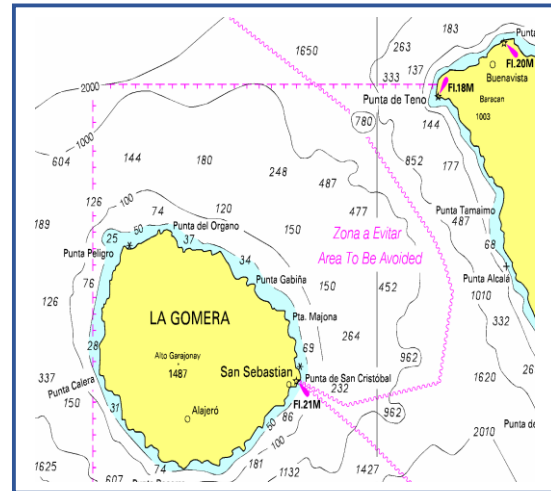 183
Punta
1650
263
Fl.20M
Buenavista
137
333
Fl.18M
2000
Punta de Teno
Baracan
1003
780
144
1000
100
604
144
180
852
177
248
487
126
100
74
120
477
Punta Tamaimo
487
189
50
Punta del Organo
150
Zona a Evitar
25
37
34
Area To Be Avoided
68
Punta Peligro
76
Punta Gabiña
150
452
Punta Alcalá
1010
126
LA GOMERA
Pta. Majona
332
264
28
Alto Garajonay
1487
69
962
337
San Sebastian
Punta de San Cristóbal
1620
26
Punta Calera
232
150
Fl.21M
31
Alajeró
86
962
Punta de
50
2010
100
1625
74
181
1427
607
1132